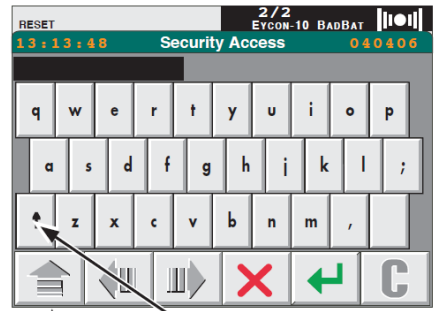 RESET
2/2
EYCON-10 BADBAT
13:13:48 Security Access 040406
q w e r t y u i o p
a s d f g h j k l ;
z x c v b n m ,
C